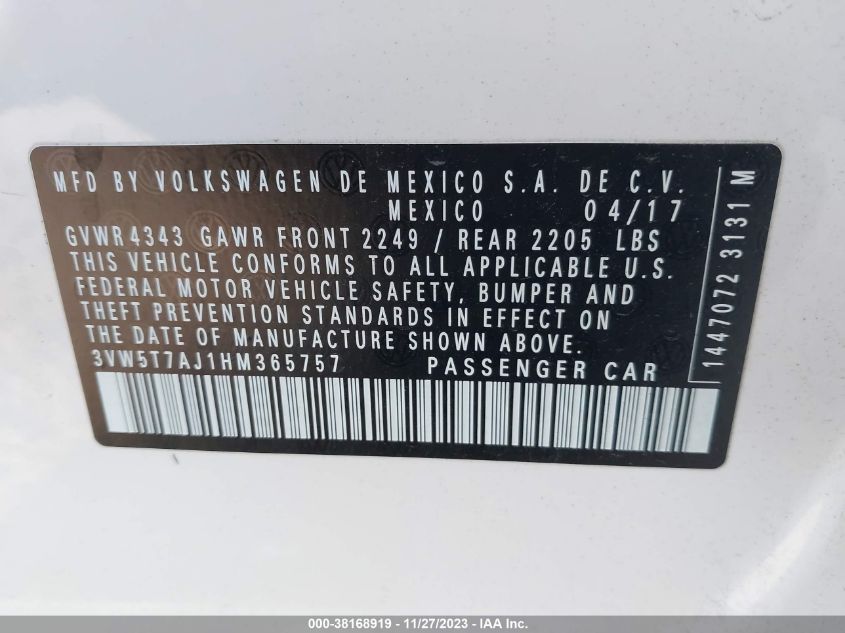 MFD BY VOLKSWAGEN DE MEXICO S.A. DE C.V.
MEXICO 04/17
GVWR 4343 GAWR FRONT 2249 / REAR 2205 LBS
THIS VEHICLE CONFORMS TO ALL APPLICABLE U.S.
FEDERAL MOTOR VEHICLE SAFETY, BUMPER AND
THEFT PREVENTION STANDARDS IN EFFECT ON
THE DATE OF MANUFACTURE SHOWN ABOVE.
3VW5T7AJ1HM365757 PASSENGER CAR
1447072 3131 M
000-38168919 - 11/27/2023 - IAA Inc.